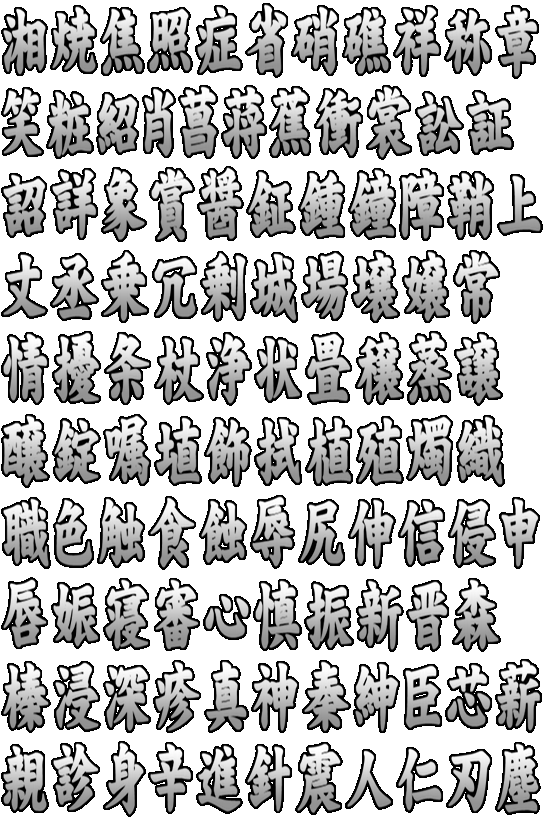 湘焼焦照症省硝礁祥称章
笑粧紹肖菖蒋蕉衝裳訟証
詔詳象賞醤鉦鍾鐘障鞘上
丈丞乗冗剰城場壌嬢常
情擾条杖浄状畳穣蒸譲
醸錠嘱埴飾拭植殖燭織
職色触食蝕辱尻伸信侵申
唇娠寝審心慎振新晋森
榛浸深疹真神秦紳臣芯薪
親診身辛進針震人仁刃塵